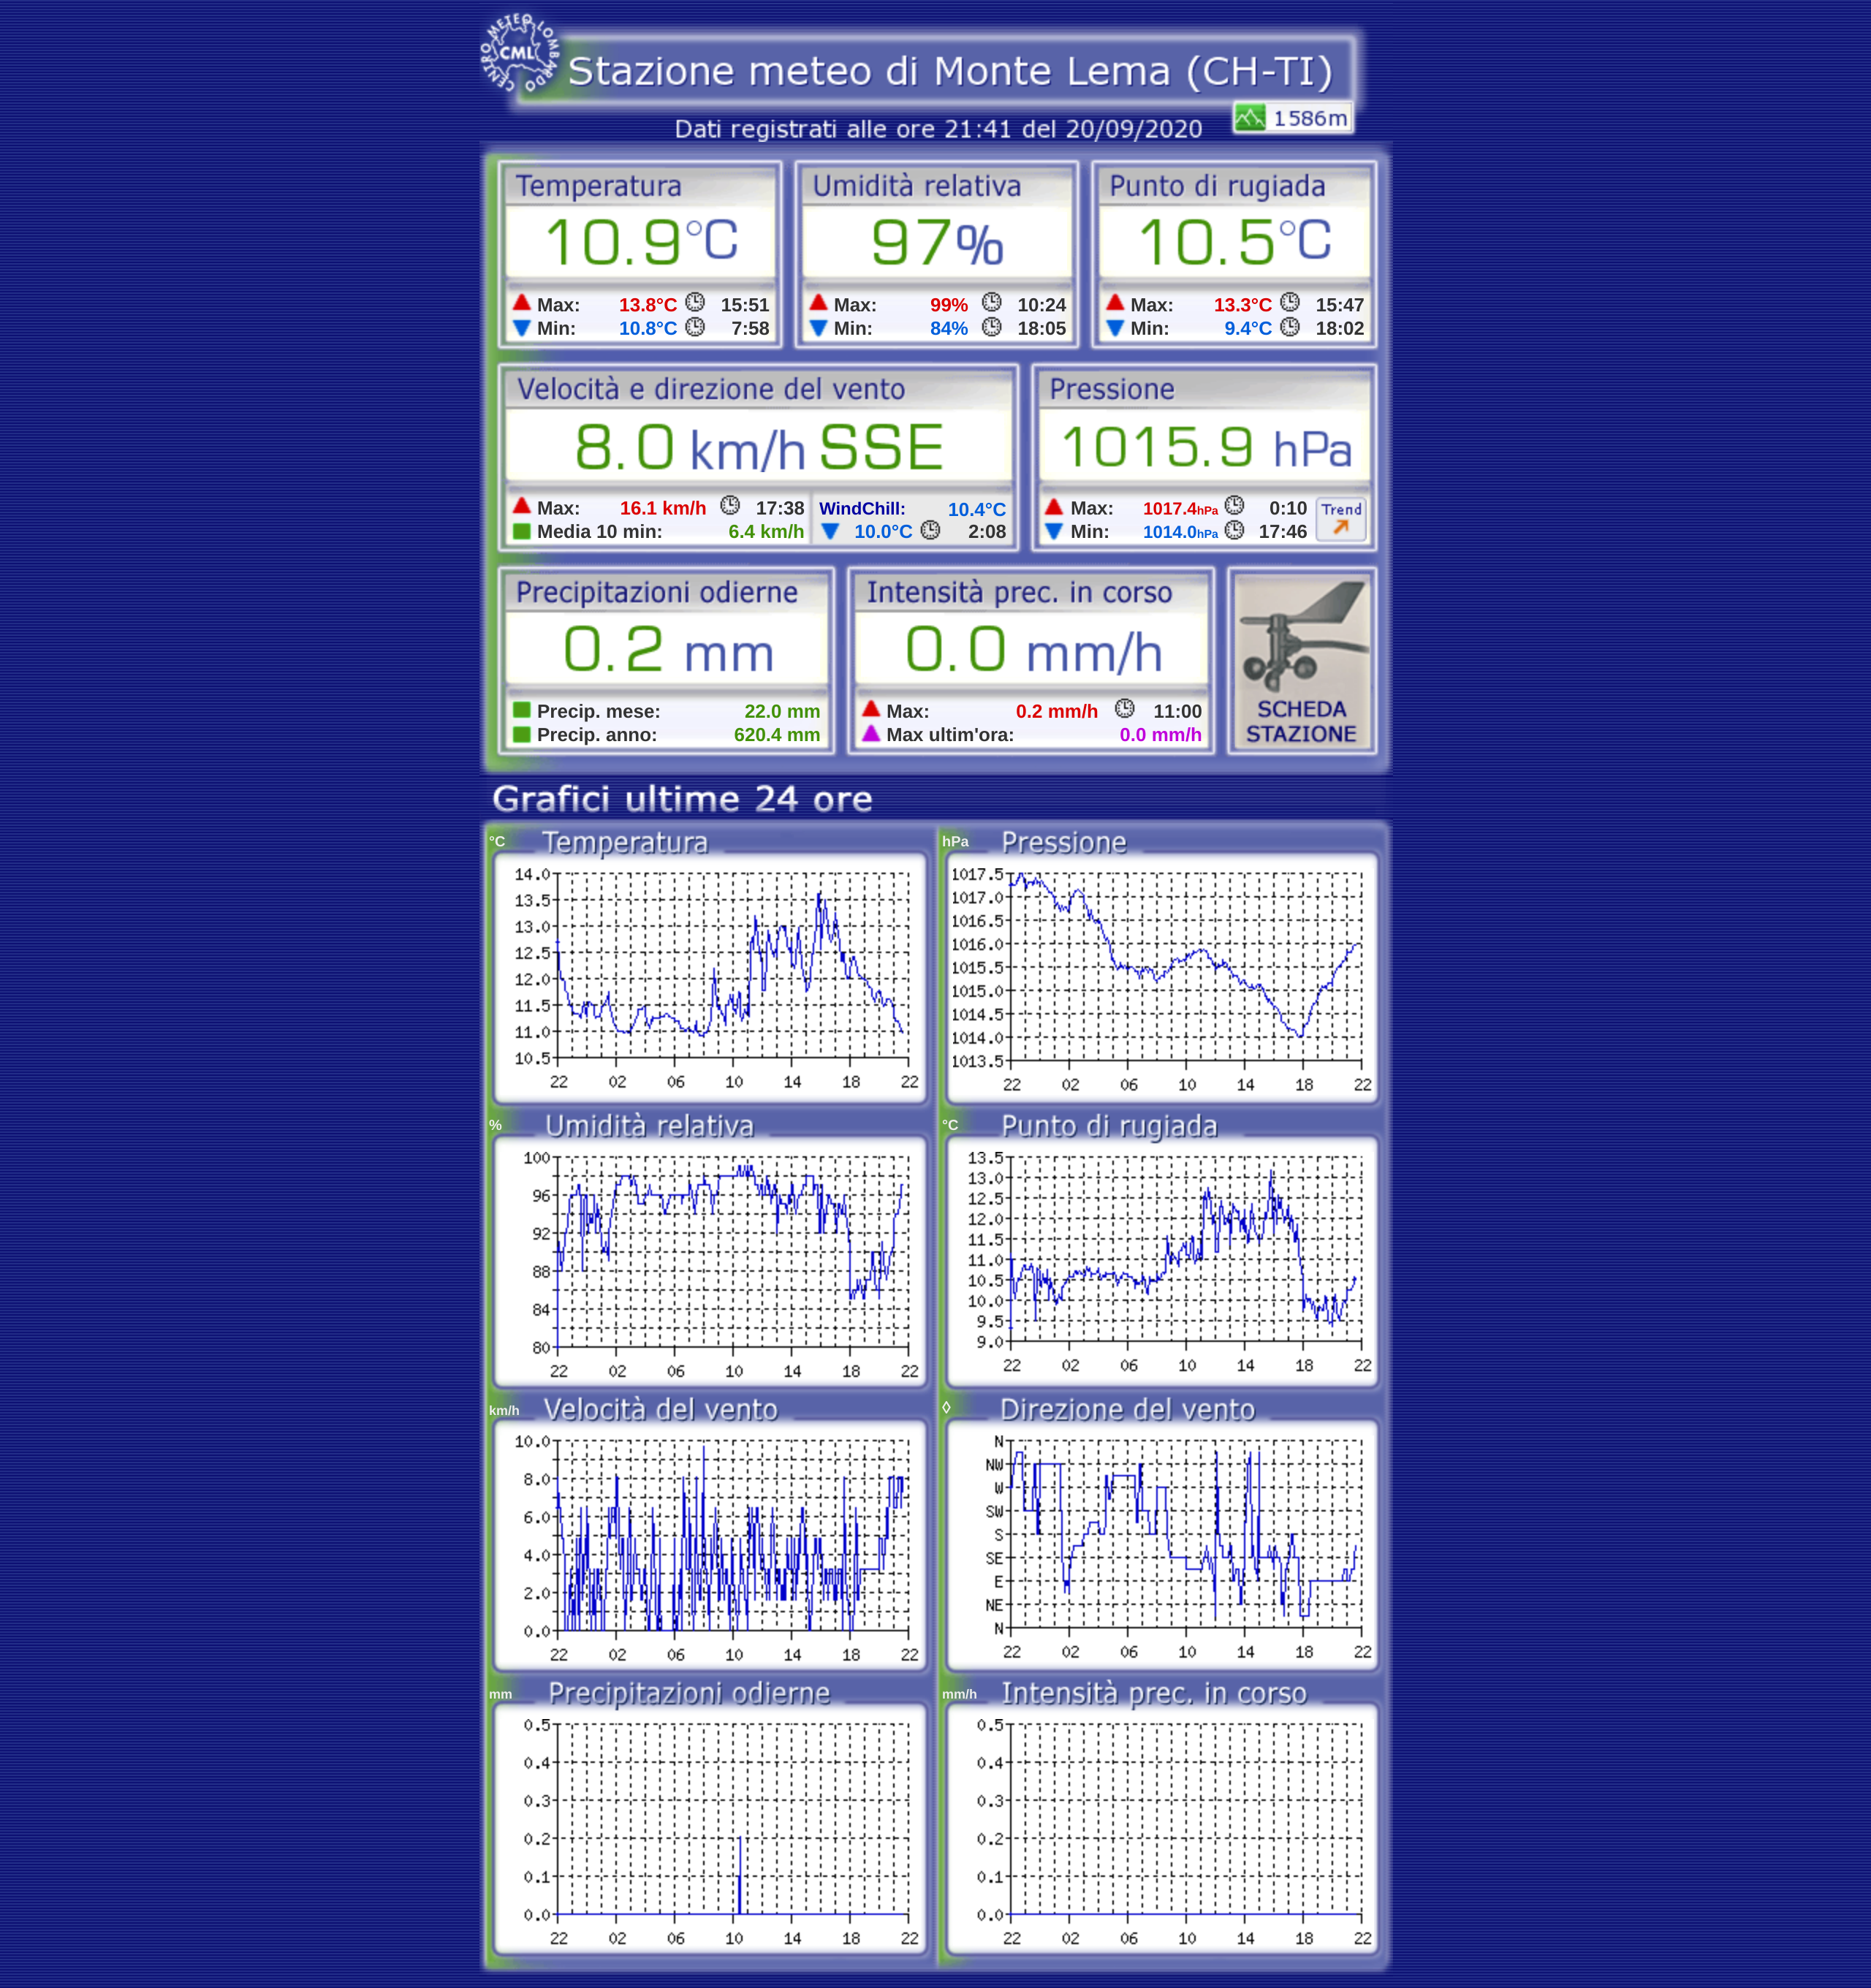 CENTRO METEO LOMBARDO
CML
Stazione meteo di Monte Lema (CH-TI)
1586m
Dati registrati alle ore 21:41 del 20/09/2020
Temperatura
10.9°C
Max: 13.8°C 15:51
Min: 10.8°C 7:58
Umidità relativa
97%
Max: 99% 10:24
Min: 84% 18:05
Punto di rugiada
10.5°C
Max: 13.3°C 15:47
Min: 9.4°C 18:02
Velocità e direzione del vento
8.0 km/h SSE
Max: 16.1 km/h 17:38
Media 10 min: 6.4 km/h
WindChill: 10.4°C
10.0°C 2:08
Pressione
1015.9 hPa
Max: 1017.4hPa 0:10
Min: 1014.0hPa 17:46
Trend
Precipitazioni odierne
0.2 mm
Precip. mese: 22.0 mm
Precip. anno: 620.4 mm
Intensità prec. in corso
0.0 mm/h
Max: 0.2 mm/h 11:00
Max ultim'ora: 0.0 mm/h
SCHEDA
STAZIONE
Grafici ultime 24 ore
°C Temperatura
14.0
13.5
13.0
12.5
12.0
11.5
11.0
10.5
22 02 06 10 14 18 22
hPa Pressione
1017.5
1017.0
1016.5
1016.0
1015.5
1015.0
1014.5
1014.0
1013.5
22 02 06 10 14 18 22
% Umidità relativa
100
96
92
88
84
80
22 02 06 10 14 18 22
°C Punto di rugiada
13.5
13.0
12.5
12.0
11.5
11.0
10.5
10.0
9.5
9.0
22 02 06 10 14 18 22
km/h Velocità del vento
10.0
8.0
6.0
4.0
2.0
0.0
22 02 06 10 14 18 22
◊ Direzione del vento
N
NW
W
SW
S
SE
E
NE
N
22 02 06 10 14 18 22
mm Precipitazioni odierne
0.5
0.4
0.3
0.2
0.1
0.0
22 02 06 10 14 18 22
mm/h Intensità prec. in corso
0.5
0.4
0.3
0.2
0.1
0.0
22 02 06 10 14 18 22